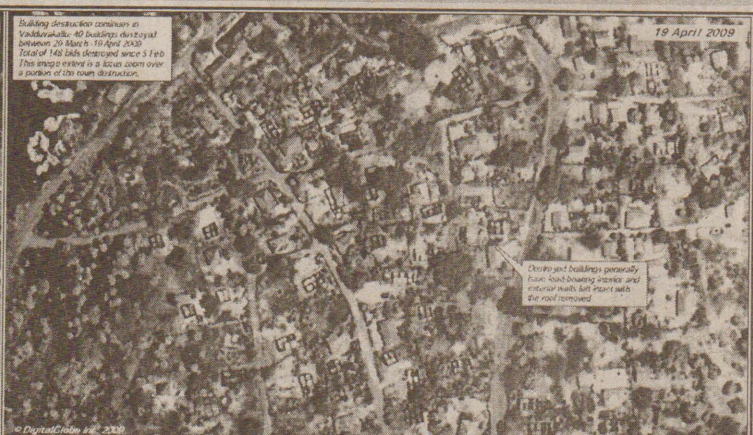 Building destruction continues in
Vadduvakallu: 40 buildings destroyed
between 29 March -19 April 2009
Total of 148 blds destroyed since 5 Feb
This image extent is a focus zoom over
a portion of the town destruction.
19 April 2009
Destroyed buildings generally
have load-bearing interior and
exterior walls left intact with
the roof removed
© DigitalGlobe Inc. 2009